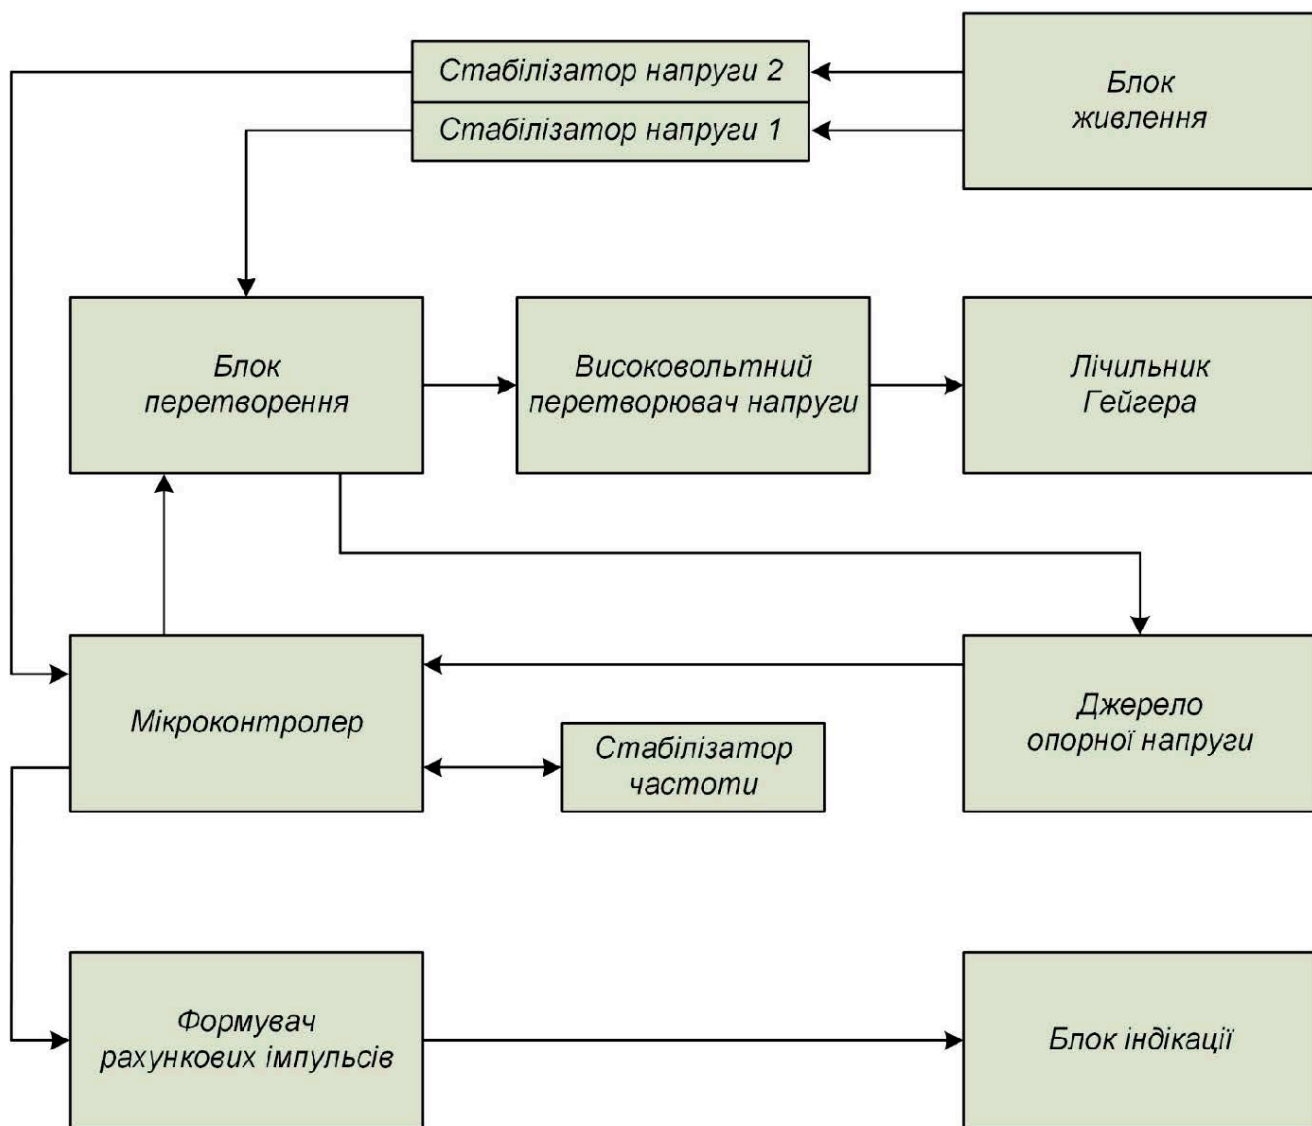 Стабілізатор напруги 2
Стабілізатор напруги 1
Блок
живлення
Блок
перетворення
Високовольтний
перетворювач напруги
Лічильник
Гейгера
Мікроконтролер
Стабілізатор
частоти
Джерело
опорної напруги
Формувач
рахункових імпульсів
Блок індікації